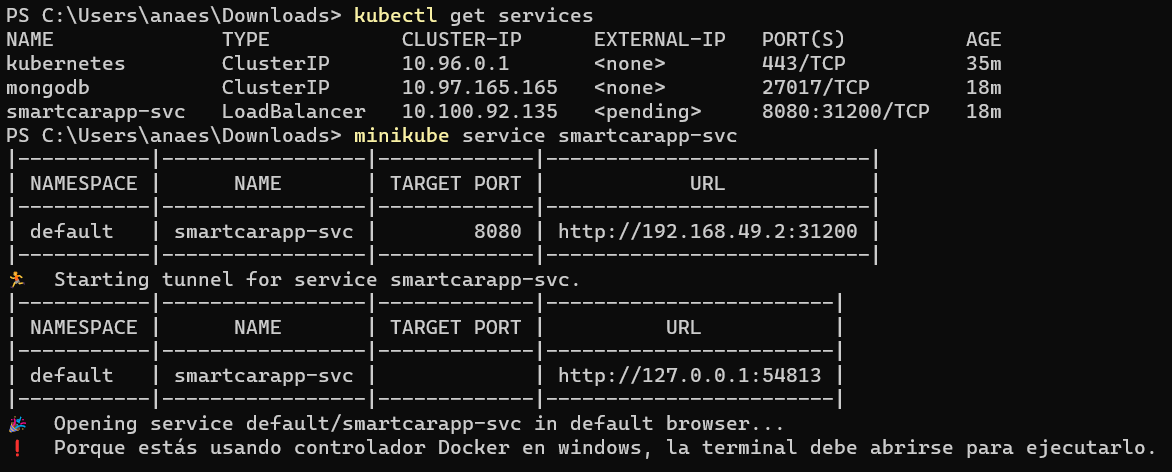 PS C:\Users\anaes\Downloads> kubectl get services
NAME                TYPE           CLUSTER-IP      EXTERNAL-IP   PORT(S)          AGE
kubernetes        ClusterIP      10.96.0.1       <none>        443/TCP          35m
mongodb           ClusterIP      10.97.165.165   <none>        27017/TCP        18m
smartcarapp-svc   LoadBalancer   10.100.92.135   <pending>     8080:31200/TCP   18m
PS C:\Users\anaes\Downloads> minikube service smartcarapp-svc
|-----------|-----------------|-------------|---------------------------|
| NAMESPACE |      NAME       | TARGET PORT |            URL            |
|-----------|-----------------|-------------|---------------------------|
| default   | smartcarapp-svc |        8080 | http://192.168.49.2:31200 |
|-----------|-----------------|-------------|---------------------------|
🏃  Starting tunnel for service smartcarapp-svc.
|-----------|-----------------|-------------|------------------------|
| NAMESPACE |      NAME       | TARGET PORT |          URL           |
|-----------|-----------------|-------------|------------------------|
| default   | smartcarapp-svc |             | http://127.0.0.1:54813 |
|-----------|-----------------|-------------|------------------------|
🎉  Opening service default/smartcarapp-svc in default browser...
❗  Porque estás usando controlador Docker en windows, la terminal debe abrirse para ejecutarlo.